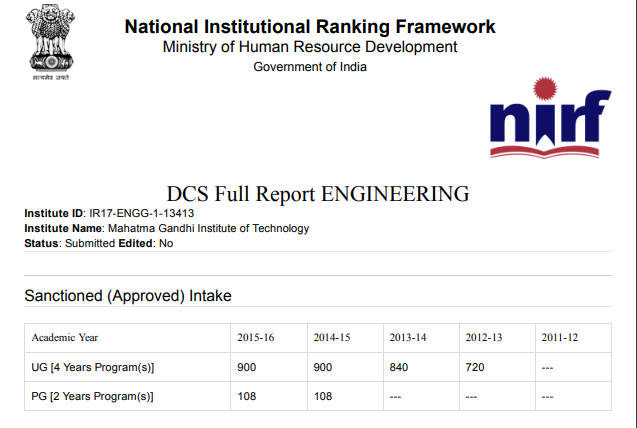 National Institutional Ranking Framework
Ministry of Human Resource Development
Government of India
सत्यमेव जयते
nirf
DCS Full Report ENGINEERING
Institute ID: IR17-ENGG-1-13413
Institute Name: Mahatma Gandhi Institute of Technology
Status: Submitted Edited: No
Sanctioned (Approved) Intake
Academic Year 2015-16 2014-15 2013-14 2012-13 2011-12
UG [4 Years Program(s)] 900 900 840 720 ---
PG [2 Years Program(s)] 108 108 --- --- ---